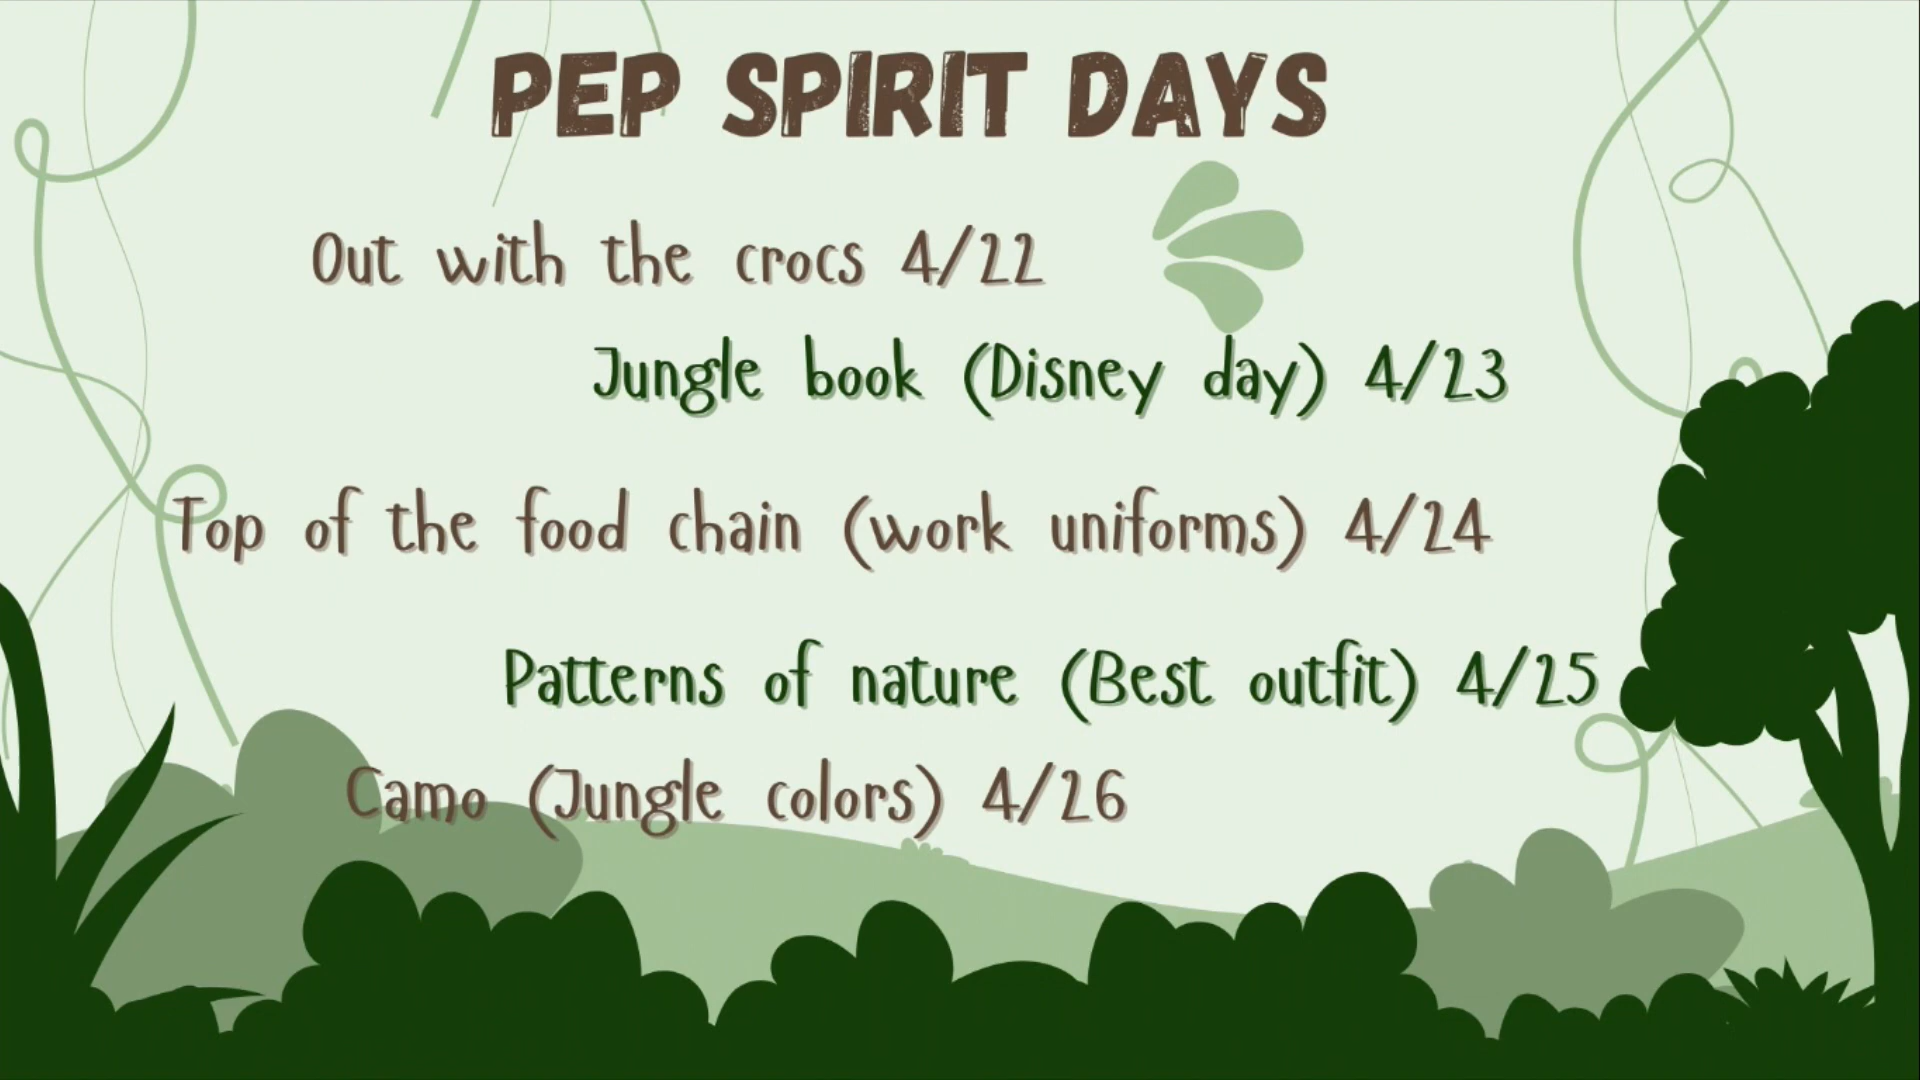 PEP SPIRIT DAYS
Out with the crocs 4/22
Jungle book (Disney day) 4/23
Top of the food chain (work uniforms) 4/24
Patterns of nature (Best outfit) 4/25
Camo (Jungle colors) 4/26